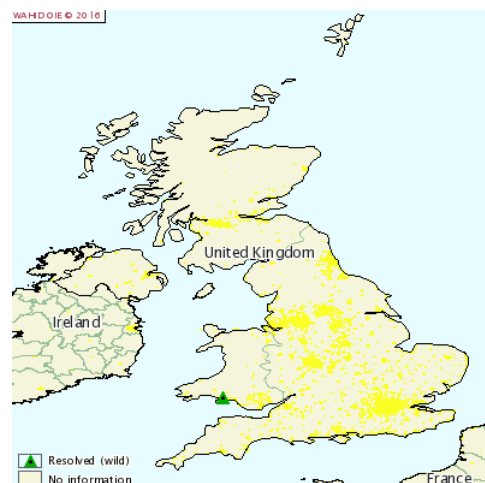 WAHID OIE © 2016
United Kingdom
Ireland
Resolved (wild)
No information
France